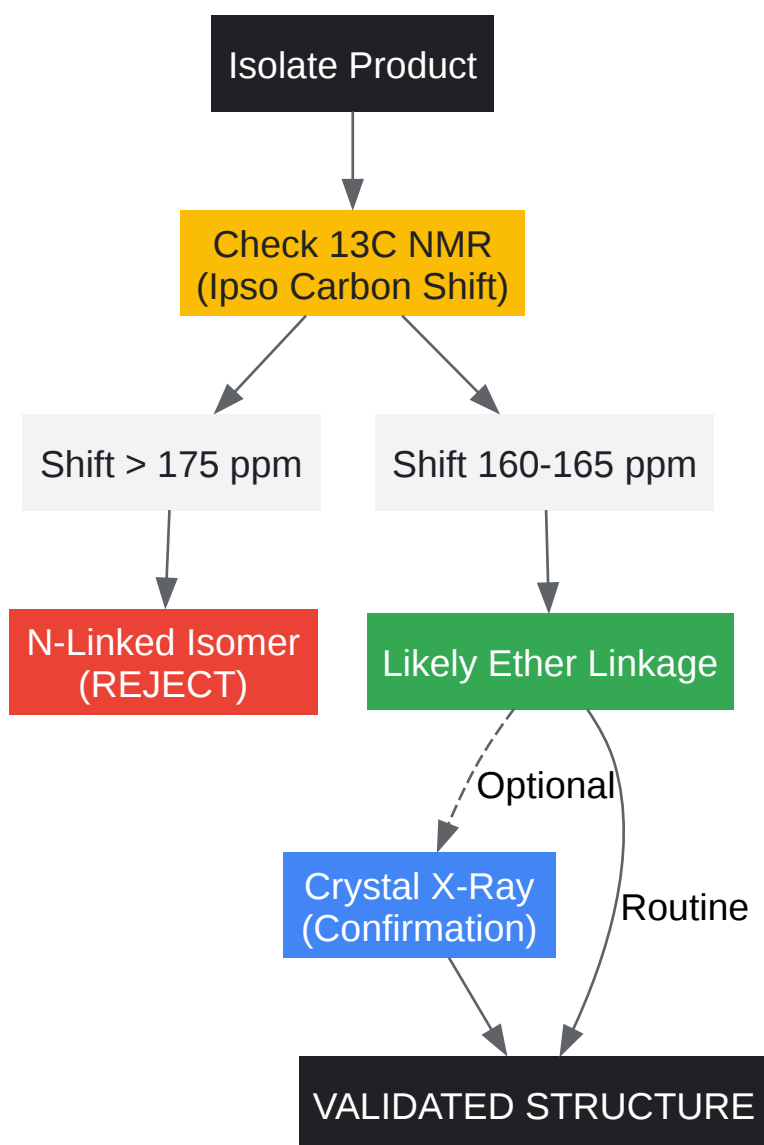 Isolate Product
Check 13C NMR
(Ipso Carbon Shift)
Shift > 175 ppm
Shift 160-165 ppm
N-Linked Isomer
(REJECT)
Likely Ether Linkage
Optional
Crystal X-Ray
(Confirmation)
Routine
VALIDATED STRUCTURE